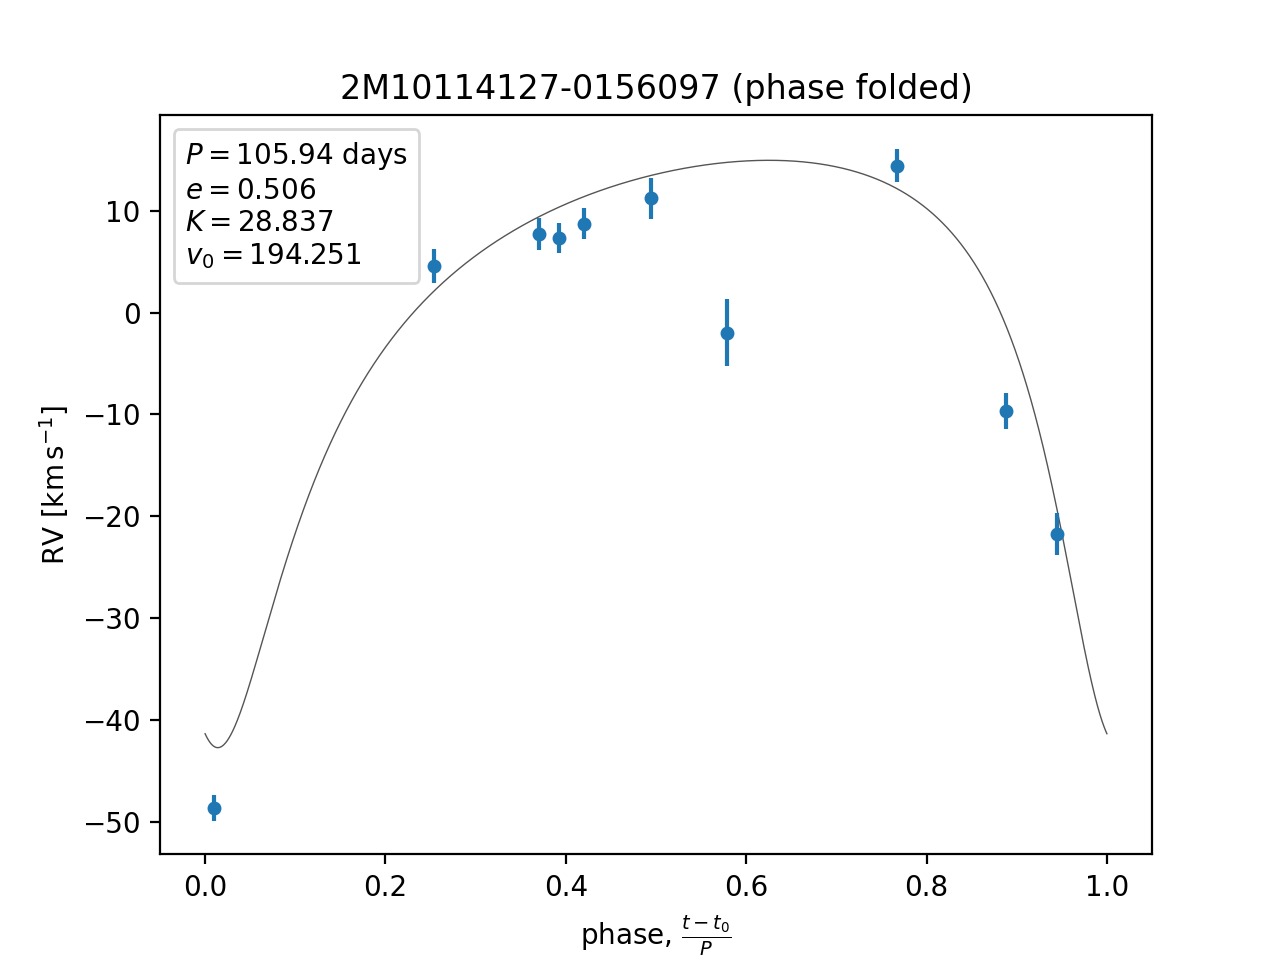 2M10114127-0156097 (phase folded)
P = 105.94 days
e = 0.506
K = 28.837
v₀ = 194.251
10
0
−10
−20
−30
−40
−50
RV [km s⁻¹]
0.0 0.2 0.4 0.6 0.8 1.0
phase, (t − t₀)/P